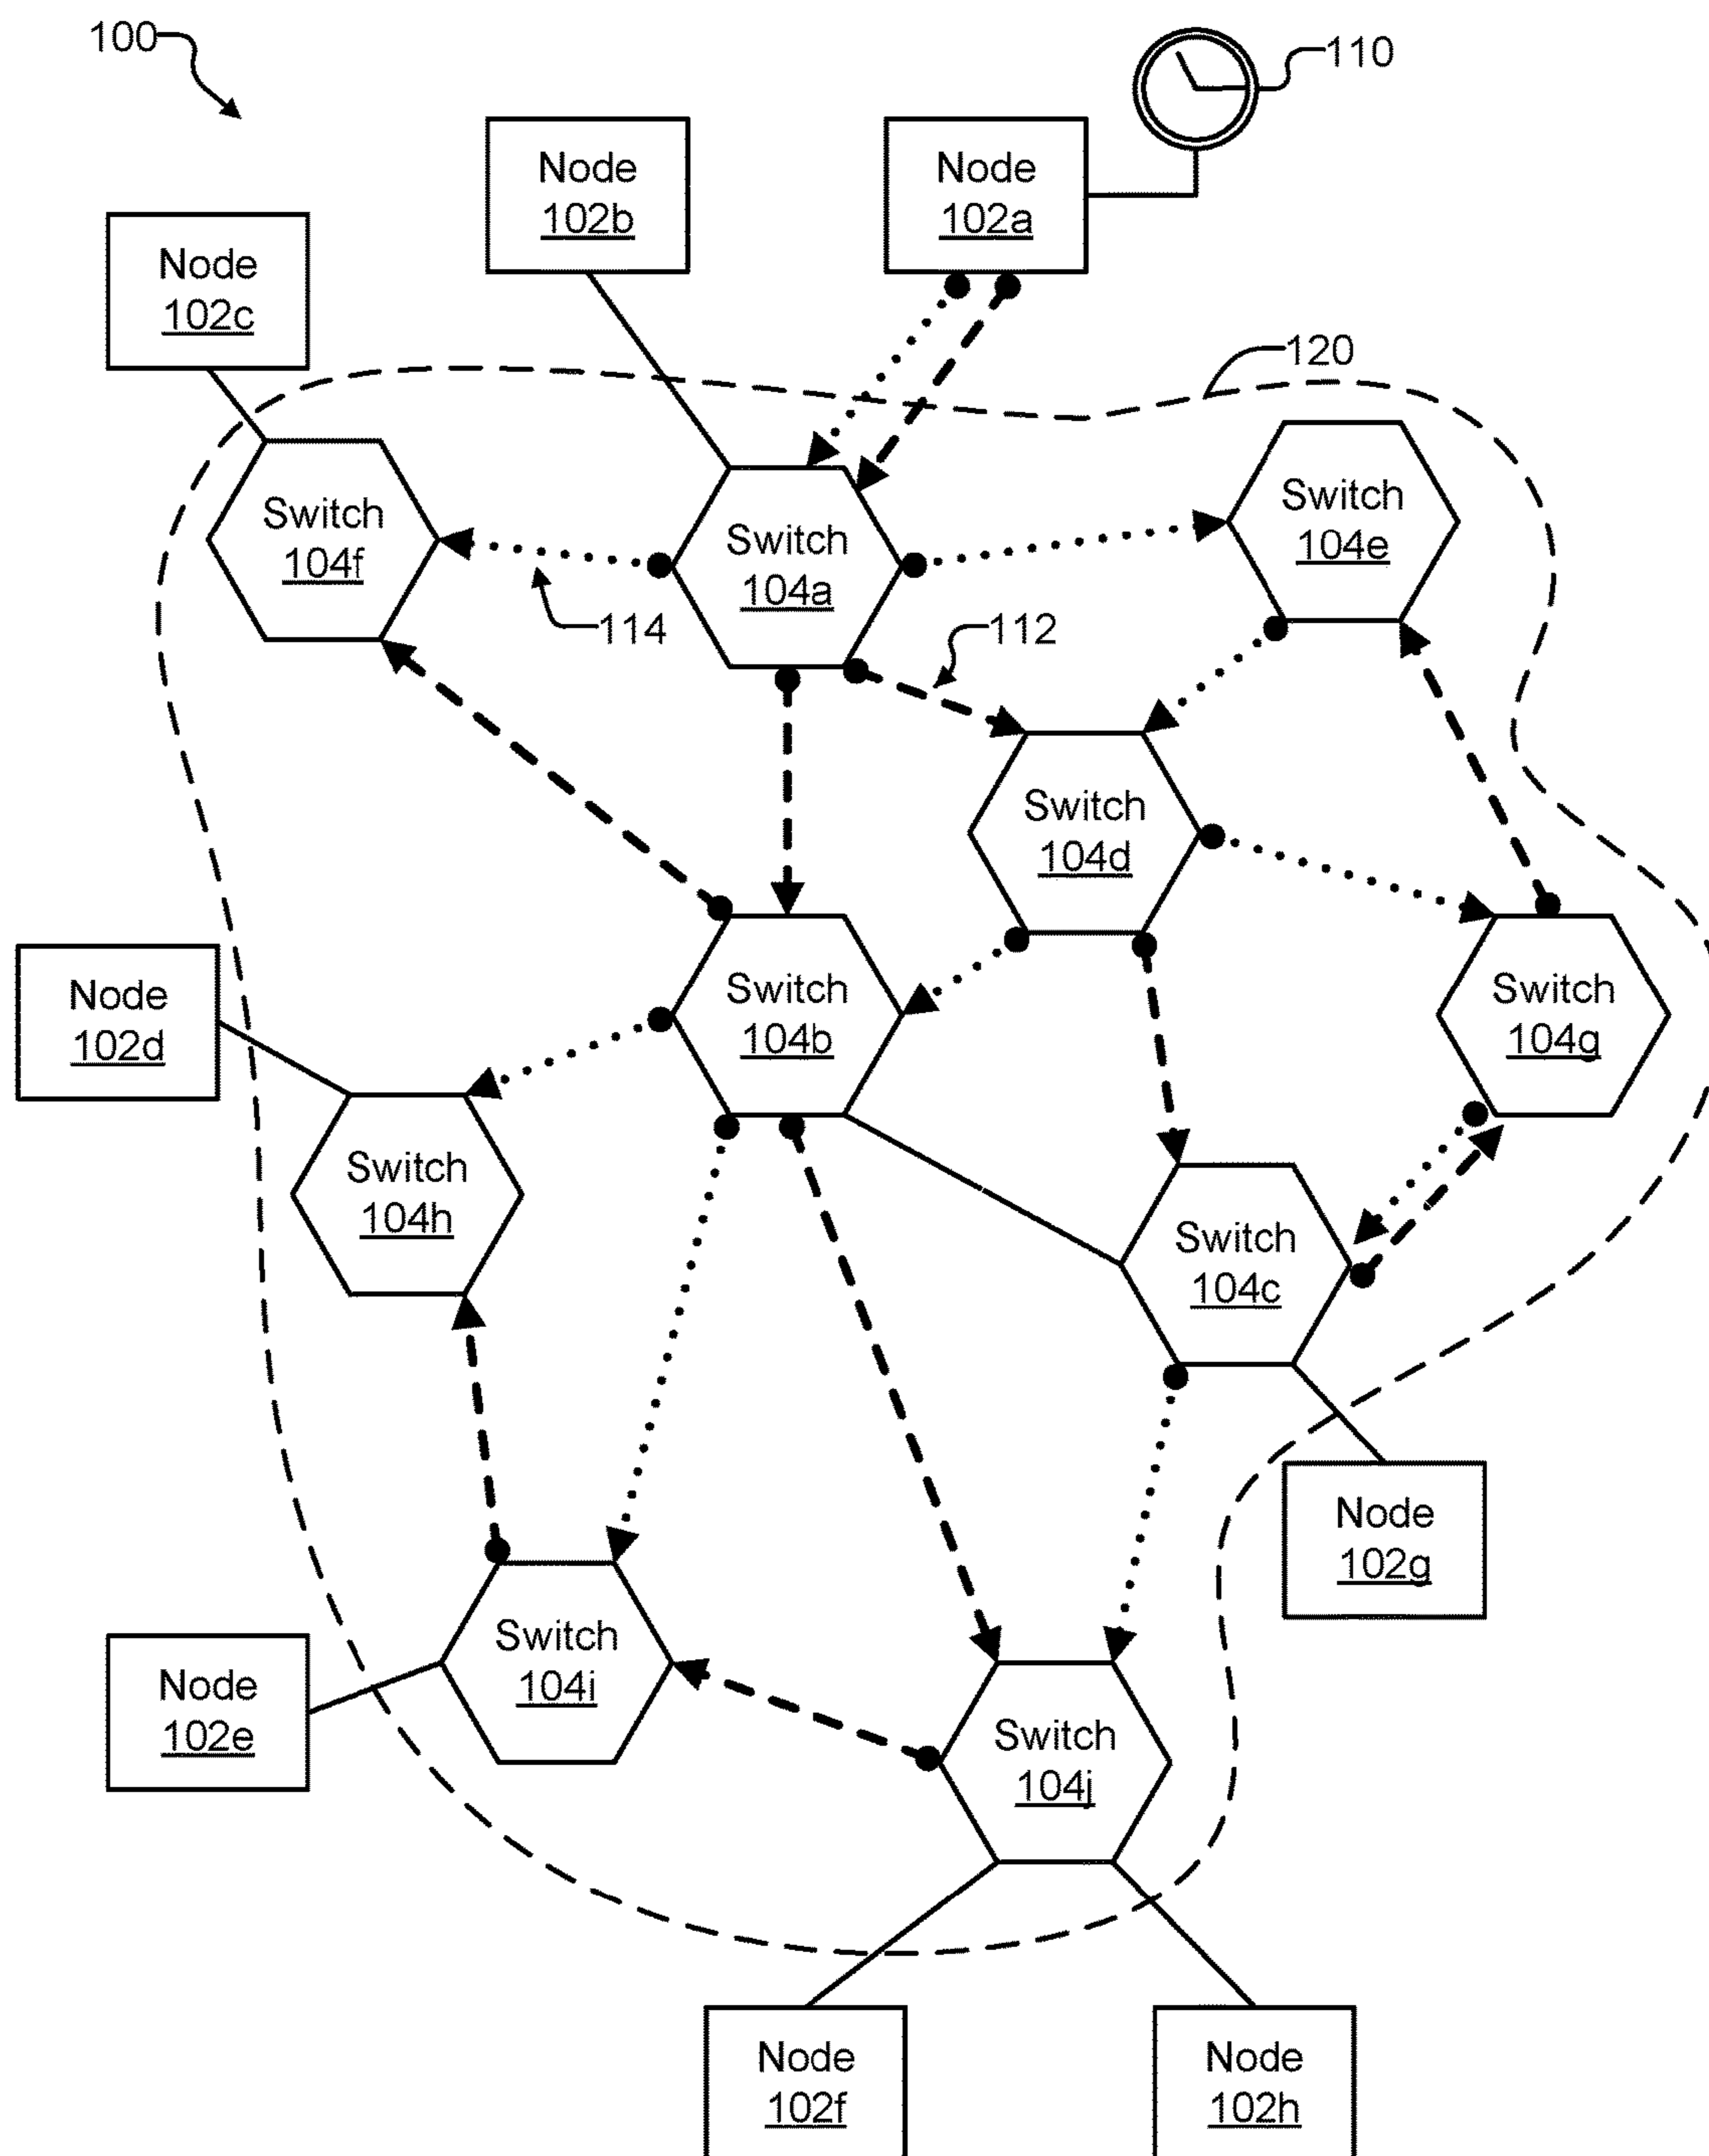 100
110
Node
102b
Node
102a
Node
102c
120
Switch
104f
Switch
104a
Switch
104e
114
112
Switch
104d
Node
102d
Switch
104b
Switch
104g
Switch
104h
Switch
104c
Node
102g
Node
102e
Switch
104i
Switch
104j
Node
102f
Node
102h